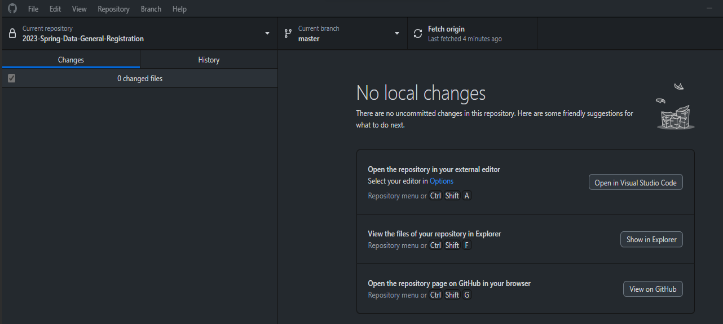 File Edit View Repository Branch Help
Current repository
2023-Spring-Data-General-Registration
Current branch
master
Fetch origin
Last fetched 4 minutes ago
Changes History
0 changed files
No local changes
There are no uncommitted changes in this repository. Here are some friendly suggestions for
what to do next.
Open the repository in your external editor
Select your editor in Options
Repository menu or Ctrl Shift A
Open in Visual Studio Code
View the files of your repository in Explorer
Repository menu or Ctrl Shift F
Show in Explorer
Open the repository page on GitHub in your browser
Repository menu or Ctrl Shift G
View on GitHub